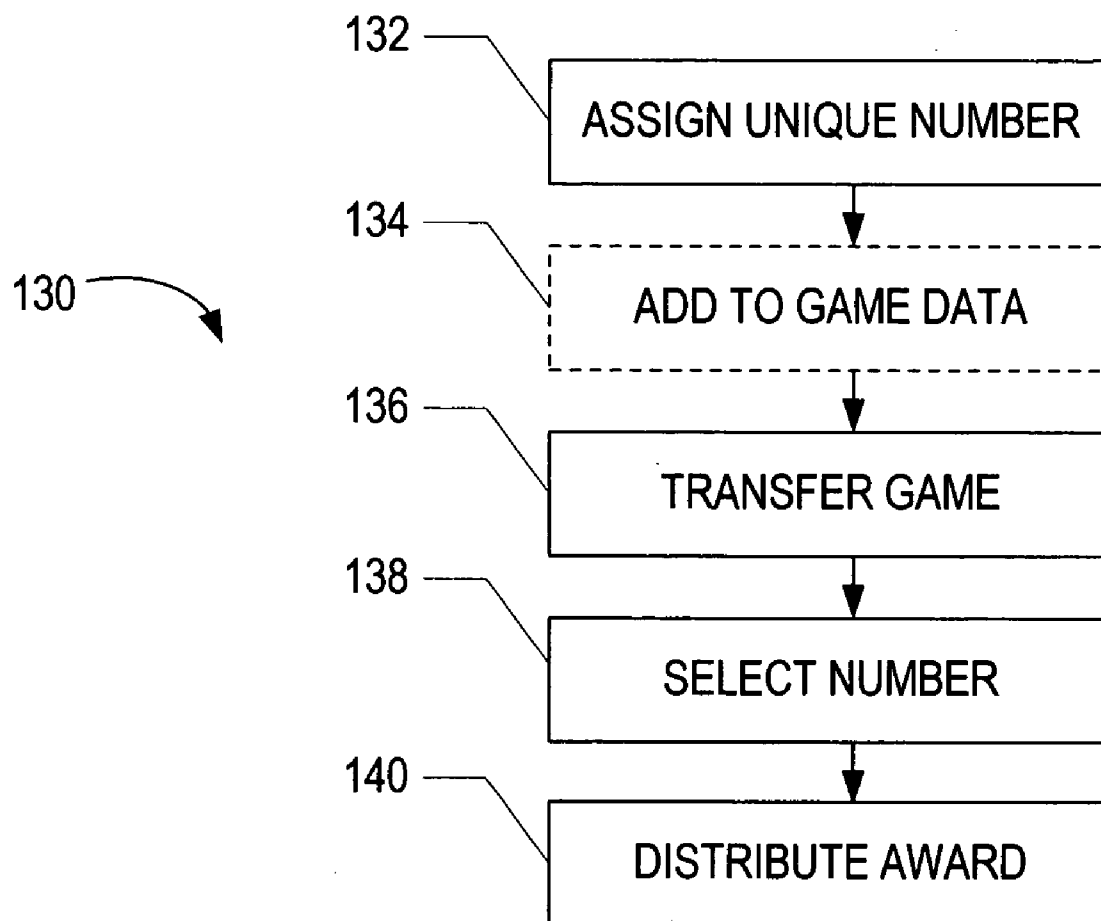 132
ASSIGN UNIQUE NUMBER
134
130
ADD TO GAME DATA
136
TRANSFER GAME
138
SELECT NUMBER
140
DISTRIBUTE AWARD